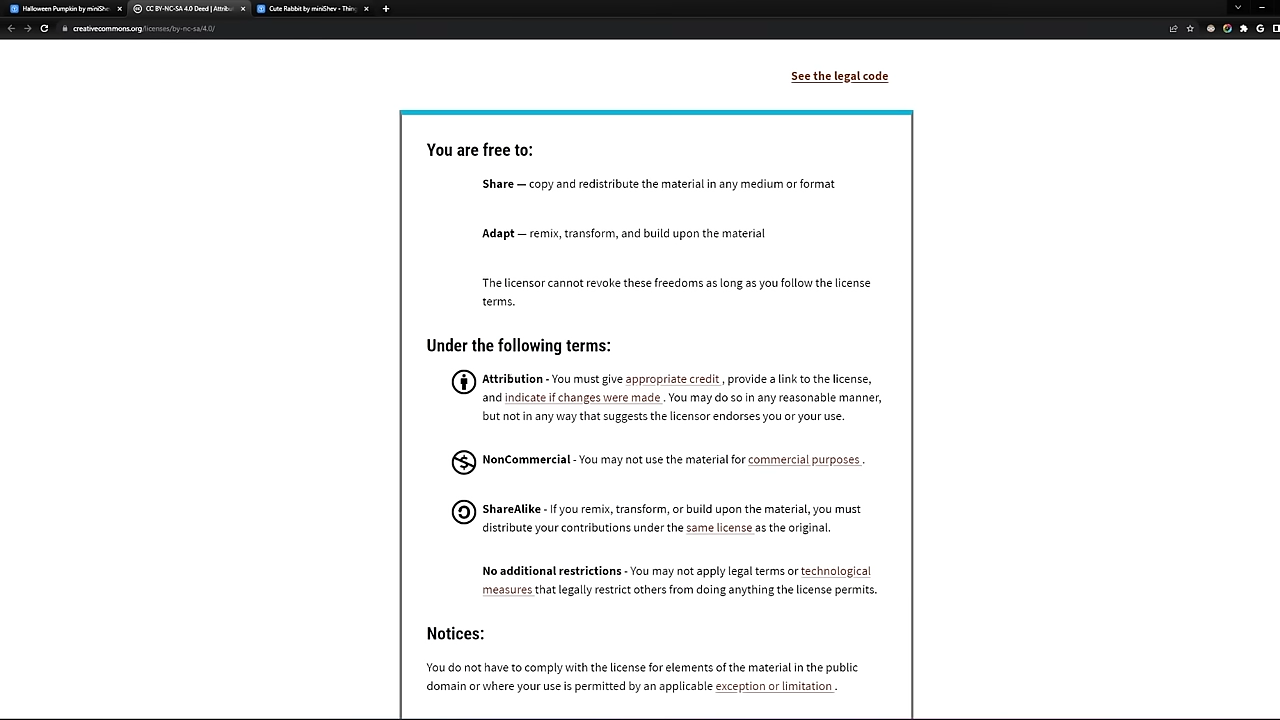 Halloween Pumpkin by miniShe
CC BY-NC-SA 4.0 Deed | Attribu
Cute Rabbit by miniShev • Thin
creativecommons.org/licenses/by-nc-sa/4.0/
See the legal code
You are free to:
Share — copy and redistribute the material in any medium or format
Adapt — remix, transform, and build upon the material
The licensor cannot revoke these freedoms as long as you follow the license
terms.
Under the following terms:
Attribution - You must give appropriate credit , provide a link to the license,
and indicate if changes were made . You may do so in any reasonable manner,
but not in any way that suggests the licensor endorses you or your use.
NonCommercial - You may not use the material for commercial purposes .
ShareAlike - If you remix, transform, or build upon the material, you must
distribute your contributions under the same license as the original.
No additional restrictions - You may not apply legal terms or technological
measures that legally restrict others from doing anything the license permits.
Notices:
You do not have to comply with the license for elements of the material in the public
domain or where your use is permitted by an applicable exception or limitation .